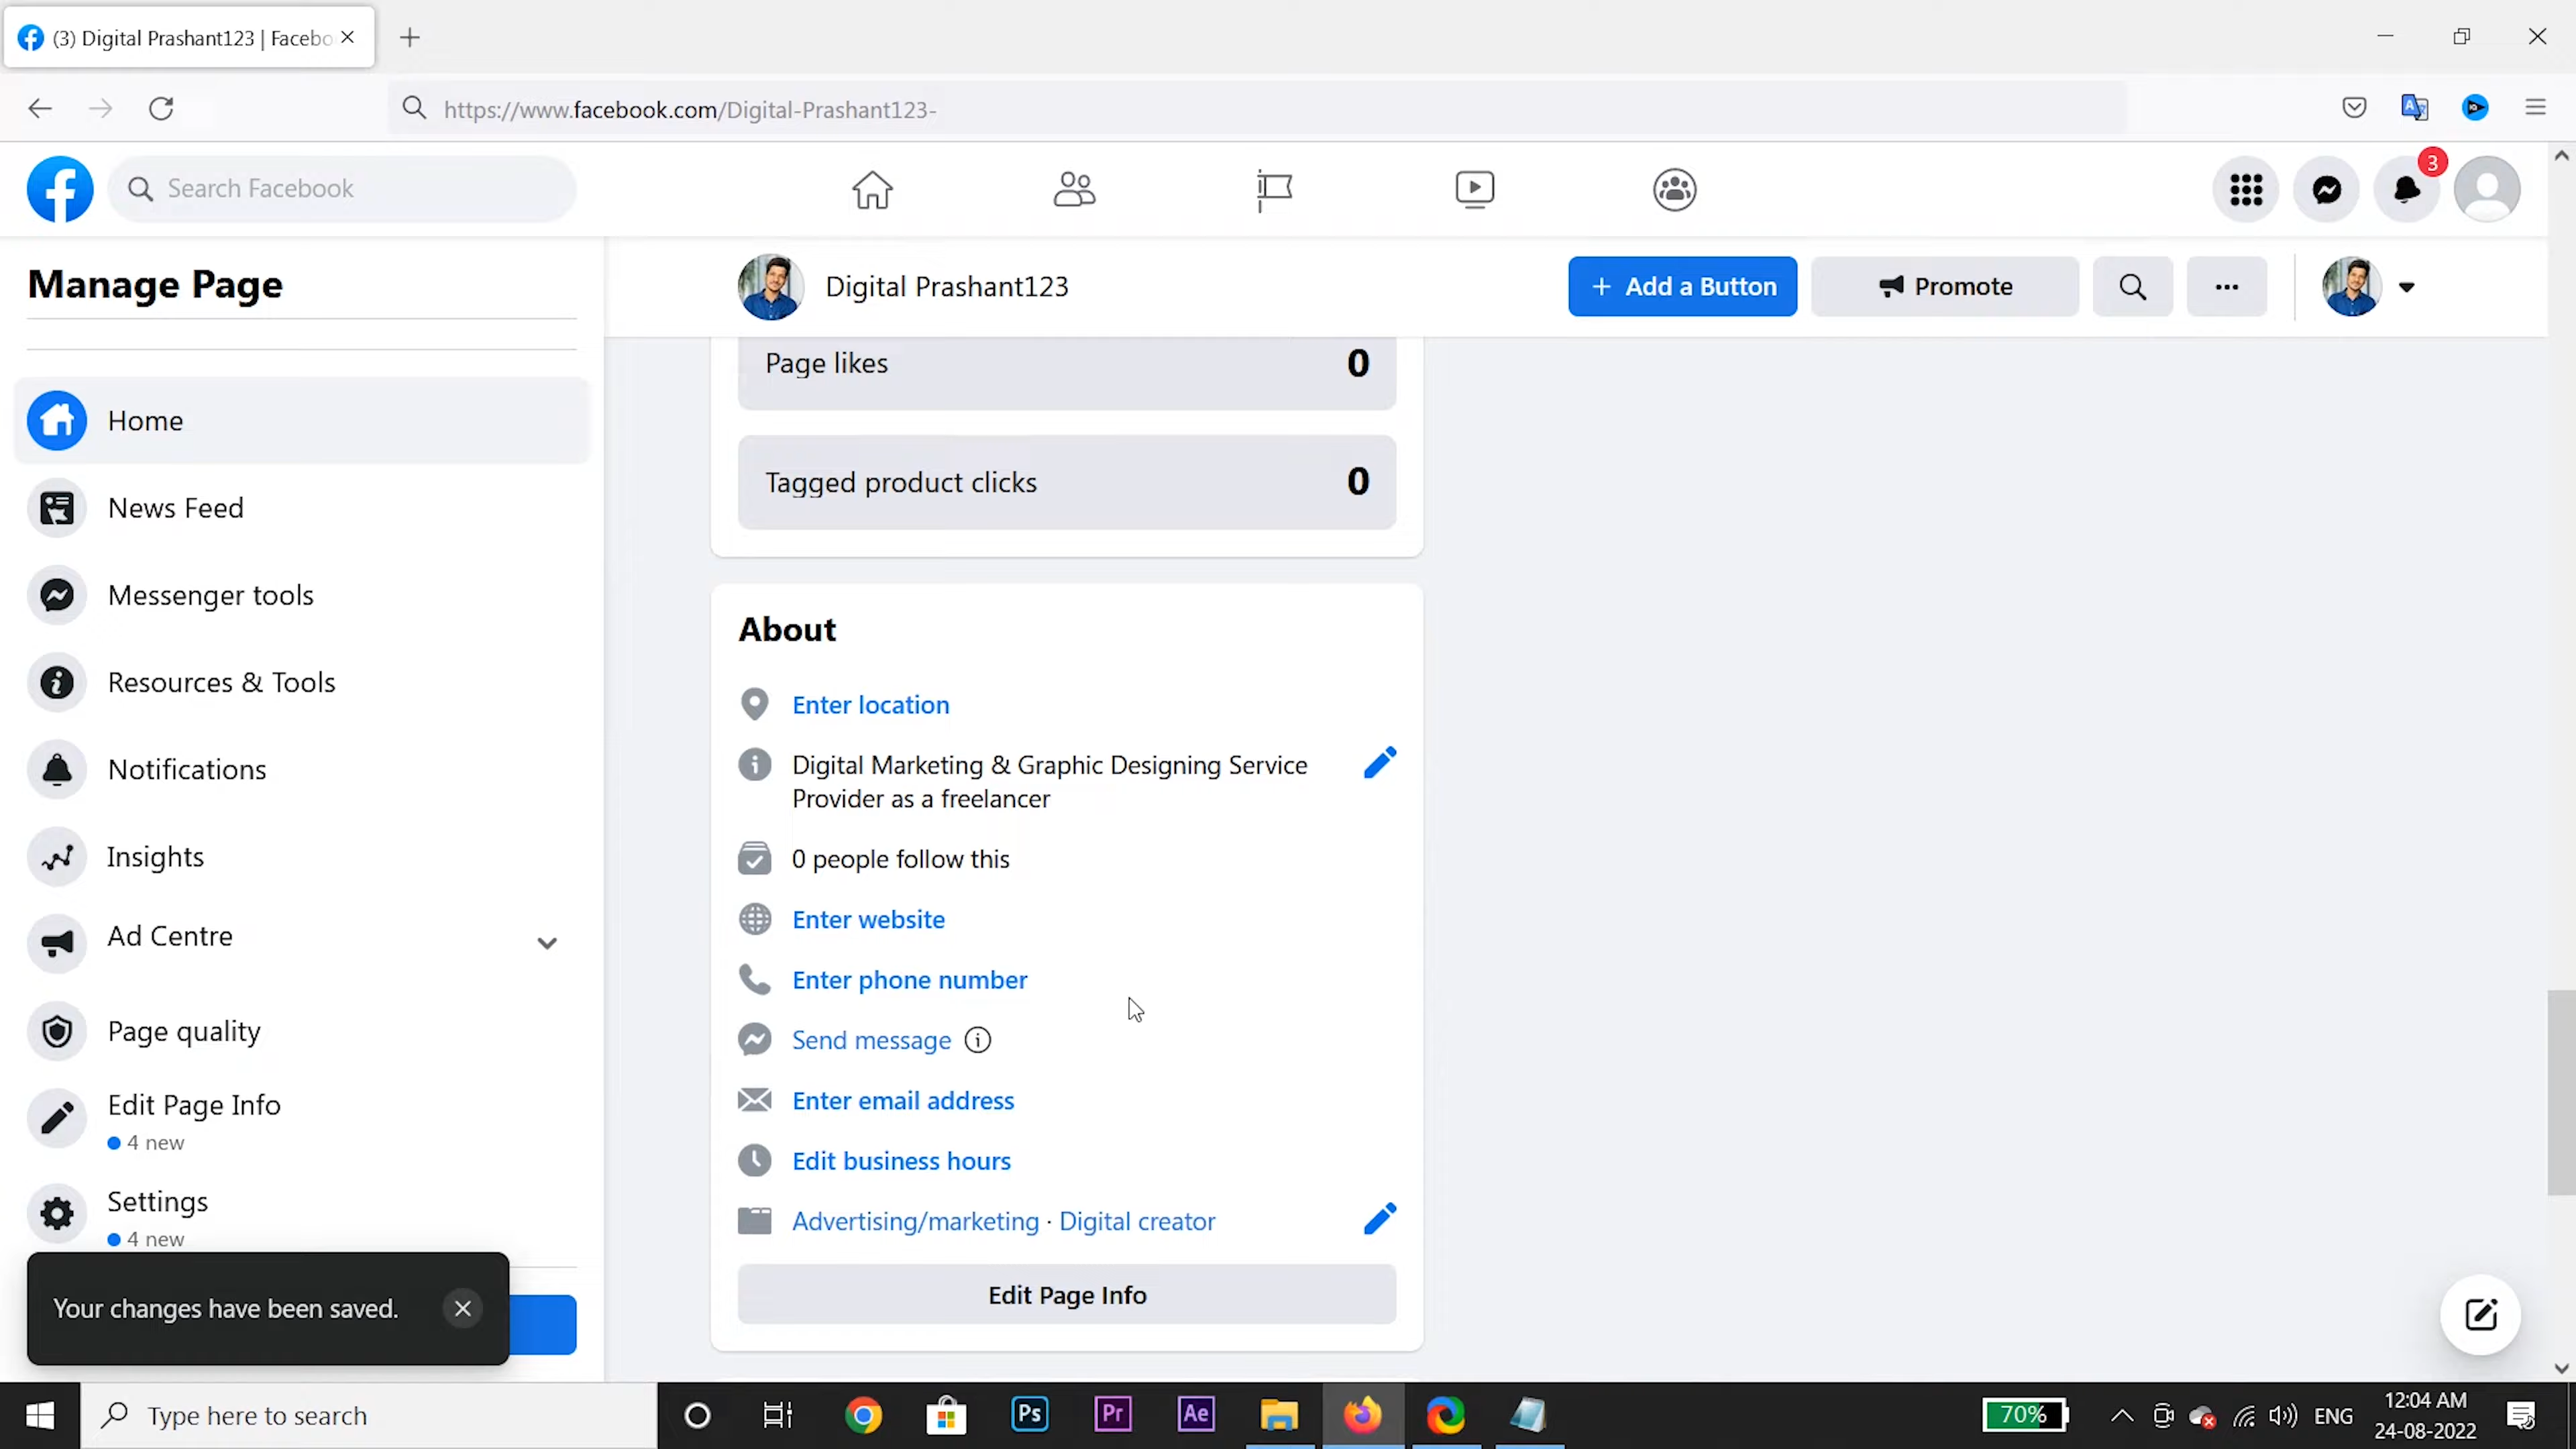 (3) Digital Prashant123 | Facebo
https://www.facebook.com/Digital-Prashant123-
Search Facebook
3
Manage Page
Digital Prashant123
+ Add a Button
Promote
Home
News Feed
Messenger tools
Resources & Tools
Notifications
Insights
Ad Centre
Page quality
Edit Page Info
4 new
Settings
4 new
Your changes have been saved.
Page likes 0
Tagged product clicks 0
About
Enter location
Digital Marketing & Graphic Designing Service
Provider as a freelancer
0 people follow this
Enter website
Enter phone number
Send message
Enter email address
Edit business hours
Advertising/marketing · Digital creator
Edit Page Info
Type here to search
Ps
Pr
Ae
70%
ENG
12:04 AM
24-08-2022